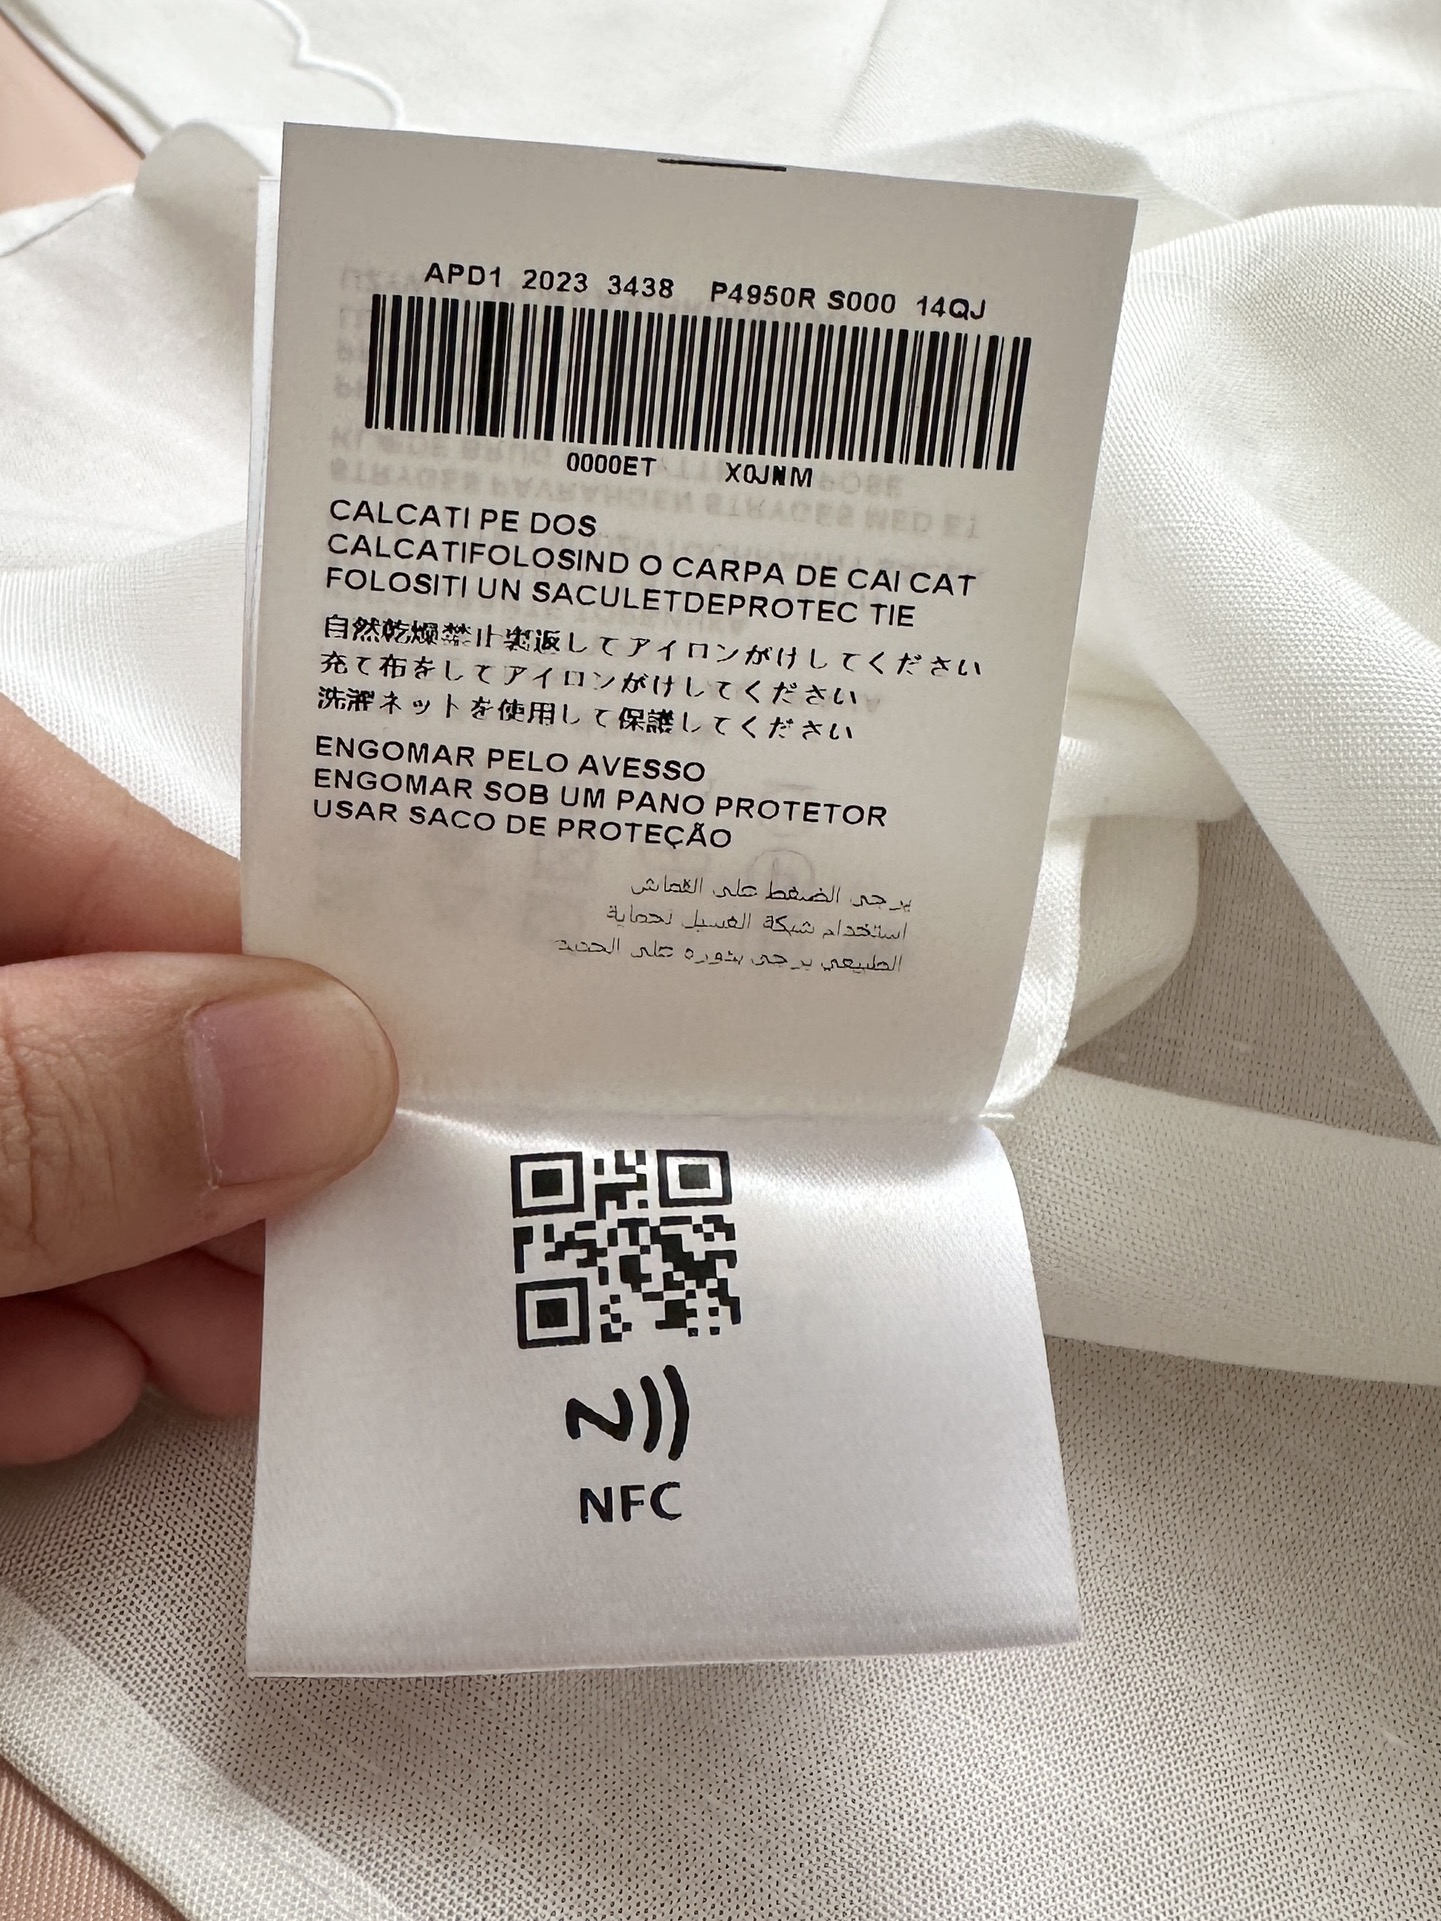 APD1 2023 3438 P4950R S000 14QJ
0000ET X0JNM
CALCATI PE DOS
CALCATIFOLOSIND O CARPA DE CAI CAT
FOLOSITI UN SACULETDEPROTEC TIE
自然乾燥禁止裏返してアイロンがけしてください
充て布をしてアイロンがけしてください
洗濯ネットを使用して保護してください
ENGOMAR PELO AVESSO
ENGOMAR SOB UM PANO PROTETOR
USAR SACO DE PROTEÇÃO
يرجى الضغط على القماش
استخدام شبكة الغسيل لحماية
الطبيعي يرجى على الحديد
NFC